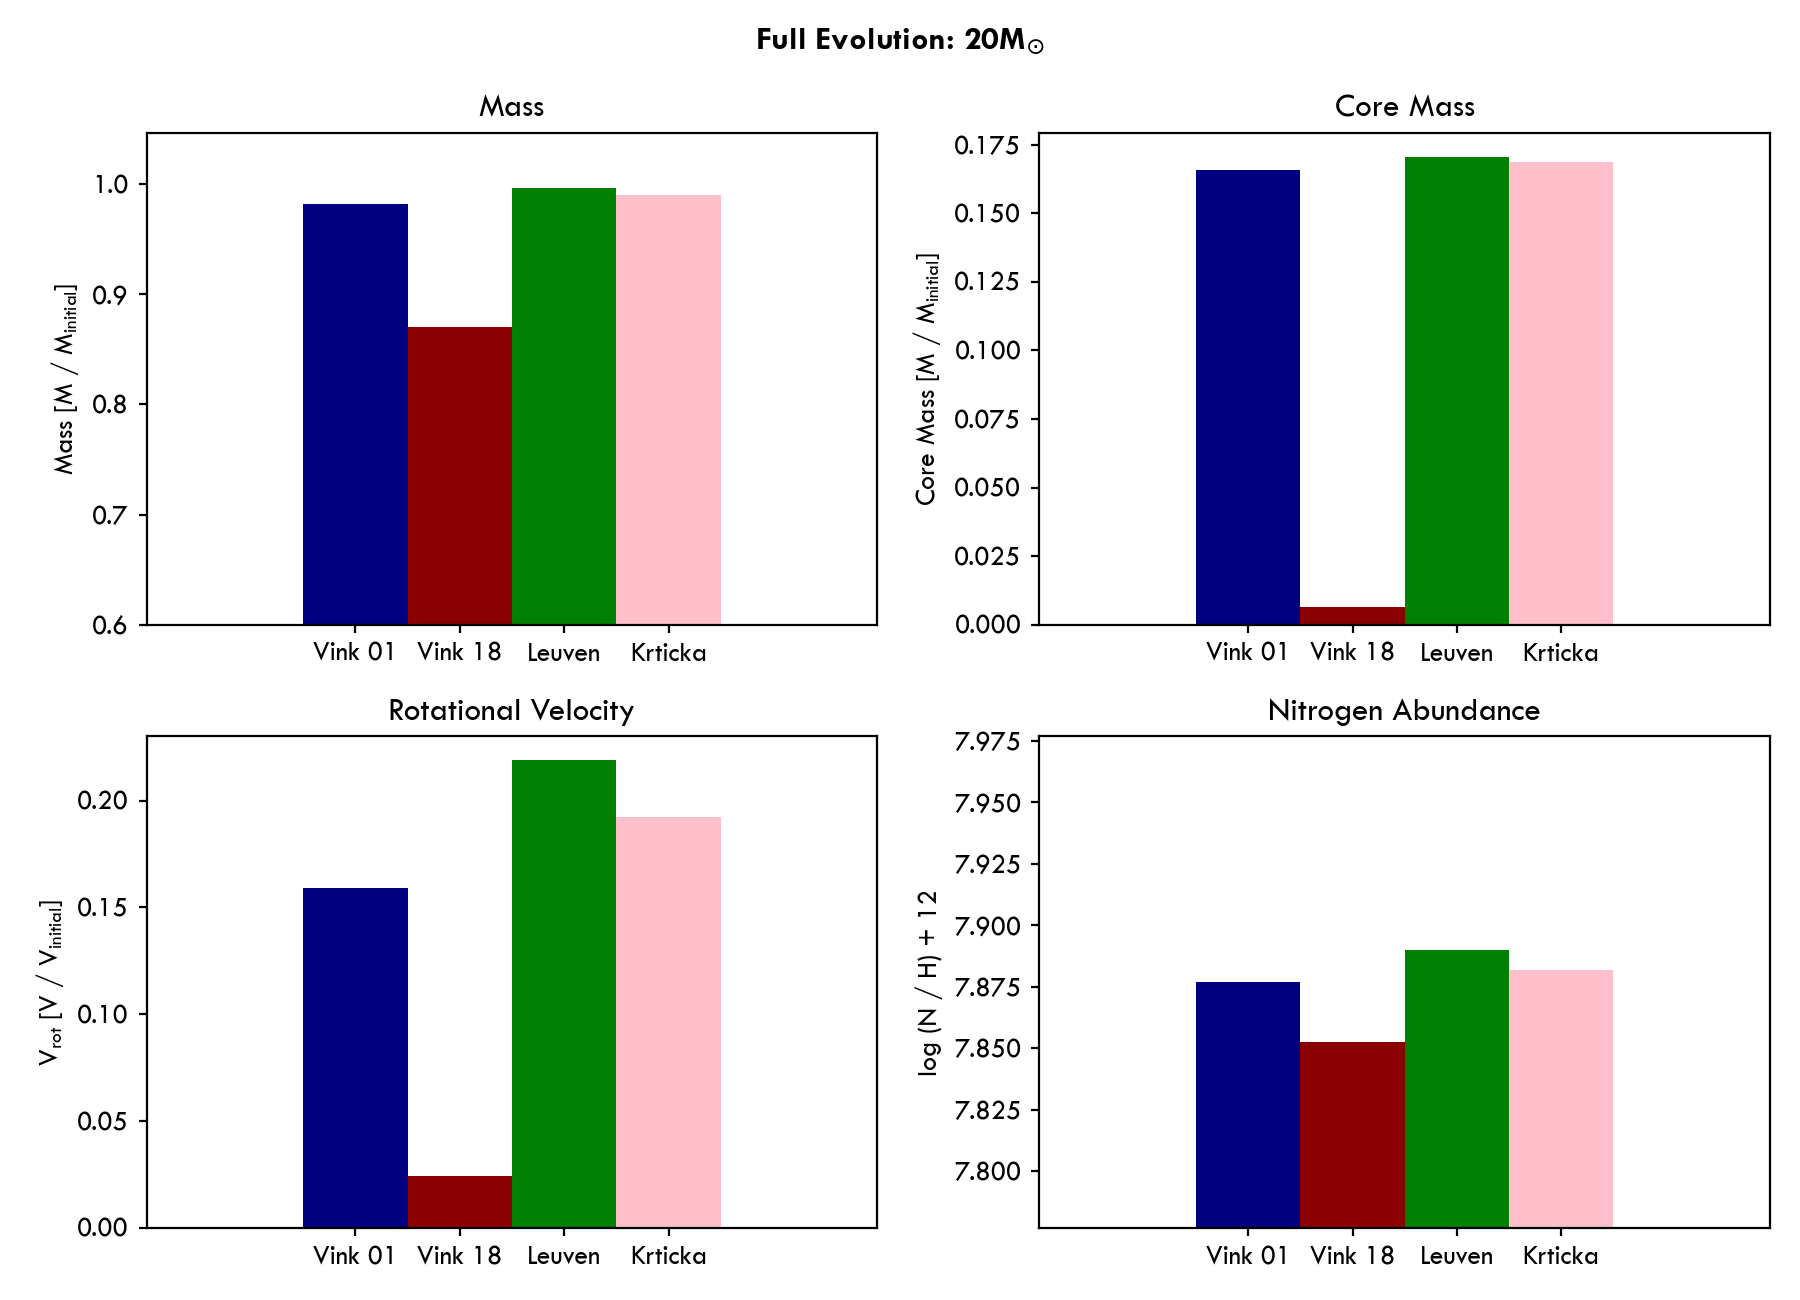 Full Evolution: 20M⊙
Mass
Mass [M / Minitial]
1.0
0.9
0.8
0.7
0.6
Vink 01 Vink 18 Leuven Krticka
Core Mass
Core Mass [M / Minitial]
0.175
0.150
0.125
0.100
0.075
0.050
0.025
0.000
Vink 01 Vink 18 Leuven Krticka
Rotational Velocity
Vrot [V / Vinitial]
0.20
0.15
0.10
0.05
0.00
Vink 01 Vink 18 Leuven Krticka
Nitrogen Abundance
log (N / H) + 12
7.975
7.950
7.925
7.900
7.875
7.850
7.825
7.800
Vink 01 Vink 18 Leuven Krticka